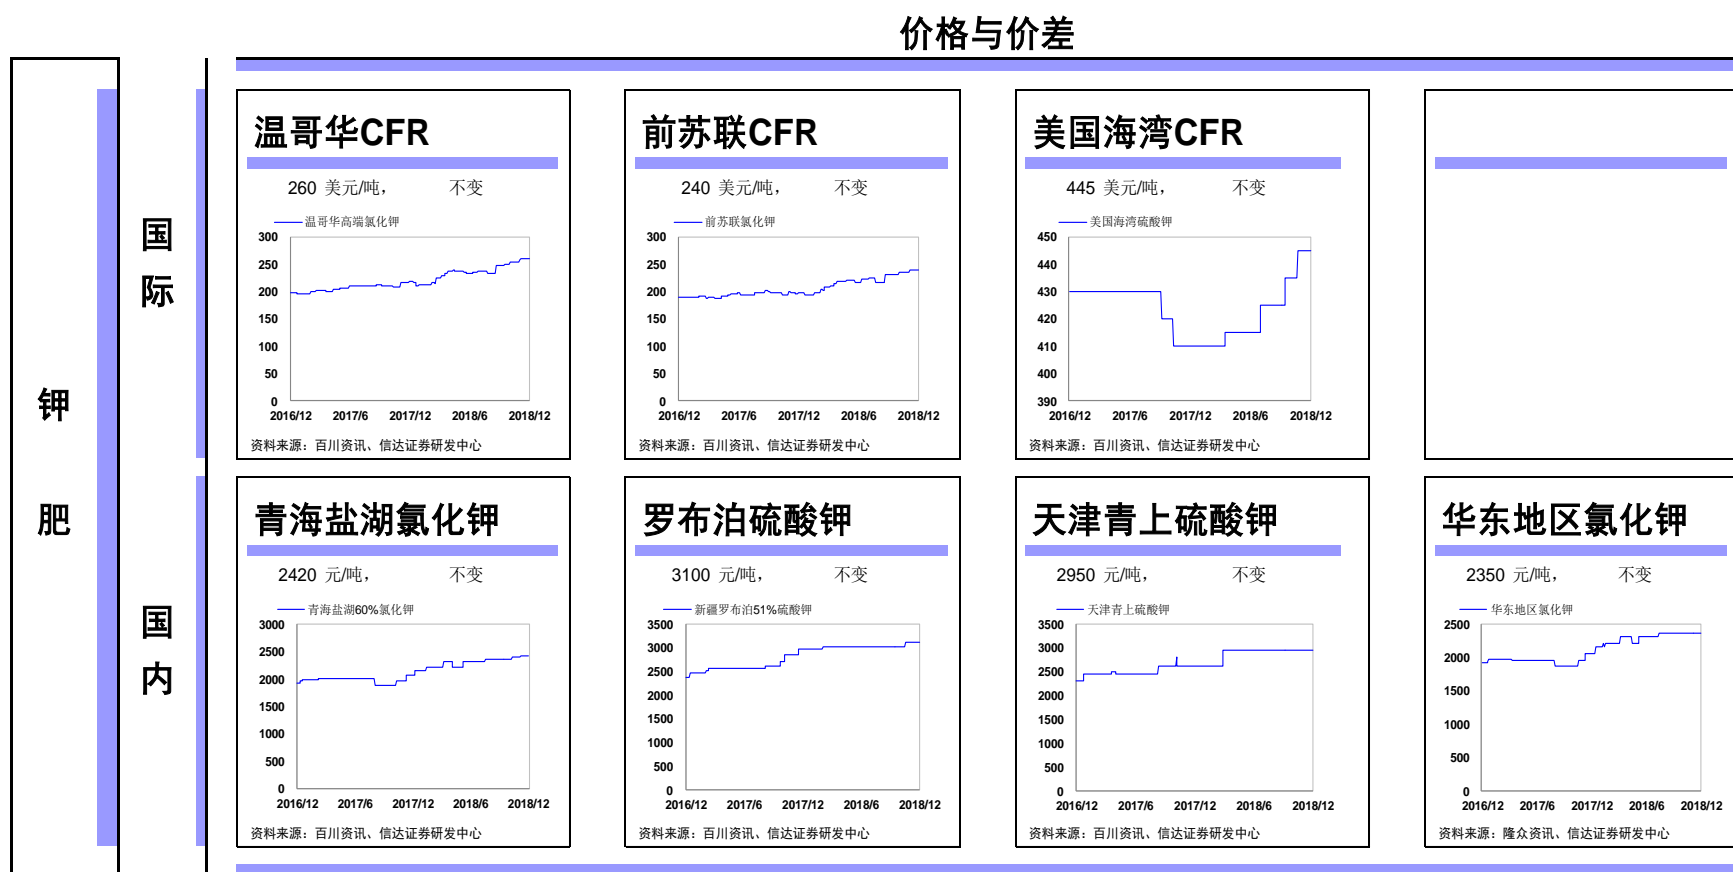 价格与价差
钾
肥
国
际
温哥华CFR
260 美元/吨， 不变
温哥华高端氯化钾
300
250
200
150
100
50
0
2016/12 2017/6 2017/12 2018/6 2018/12
资料来源：百川资讯、信达证券研发中心
前苏联CFR
240 美元/吨， 不变
前苏联氯化钾
300
250
200
150
100
50
0
2016/12 2017/6 2017/12 2018/6 2018/12
资料来源：百川资讯、信达证券研发中心
美国海湾CFR
445 美元/吨， 不变
美国海湾硫酸钾
450
440
430
420
410
400
390
2016/12 2017/6 2017/12 2018/6 2018/12
资料来源：百川资讯、信达证券研发中心
国
内
青海盐湖氯化钾
2420 元/吨， 不变
青海盐湖60%氯化钾
3000
2500
2000
1500
1000
500
0
2016/12 2017/6 2017/12 2018/6 2018/12
资料来源：百川资讯、信达证券研发中心
罗布泊硫酸钾
3100 元/吨， 不变
新疆罗布泊51%硫酸钾
3500
3000
2500
2000
1500
1000
500
0
2016/12 2017/6 2017/12 2018/6 2018/12
资料来源：百川资讯、信达证券研发中心
天津青上硫酸钾
2950 元/吨， 不变
天津青上硫酸钾
3500
3000
2500
2000
1500
1000
500
0
2016/12 2017/6 2017/12 2018/6 2018/12
资料来源：百川资讯、信达证券研发中心
华东地区氯化钾
2350 元/吨， 不变
华东地区氯化钾
2500
2000
1500
1000
500
0
2016/12 2017/6 2017/12 2018/6 2018/12
资料来源：隆众资讯、信达证券研发中心